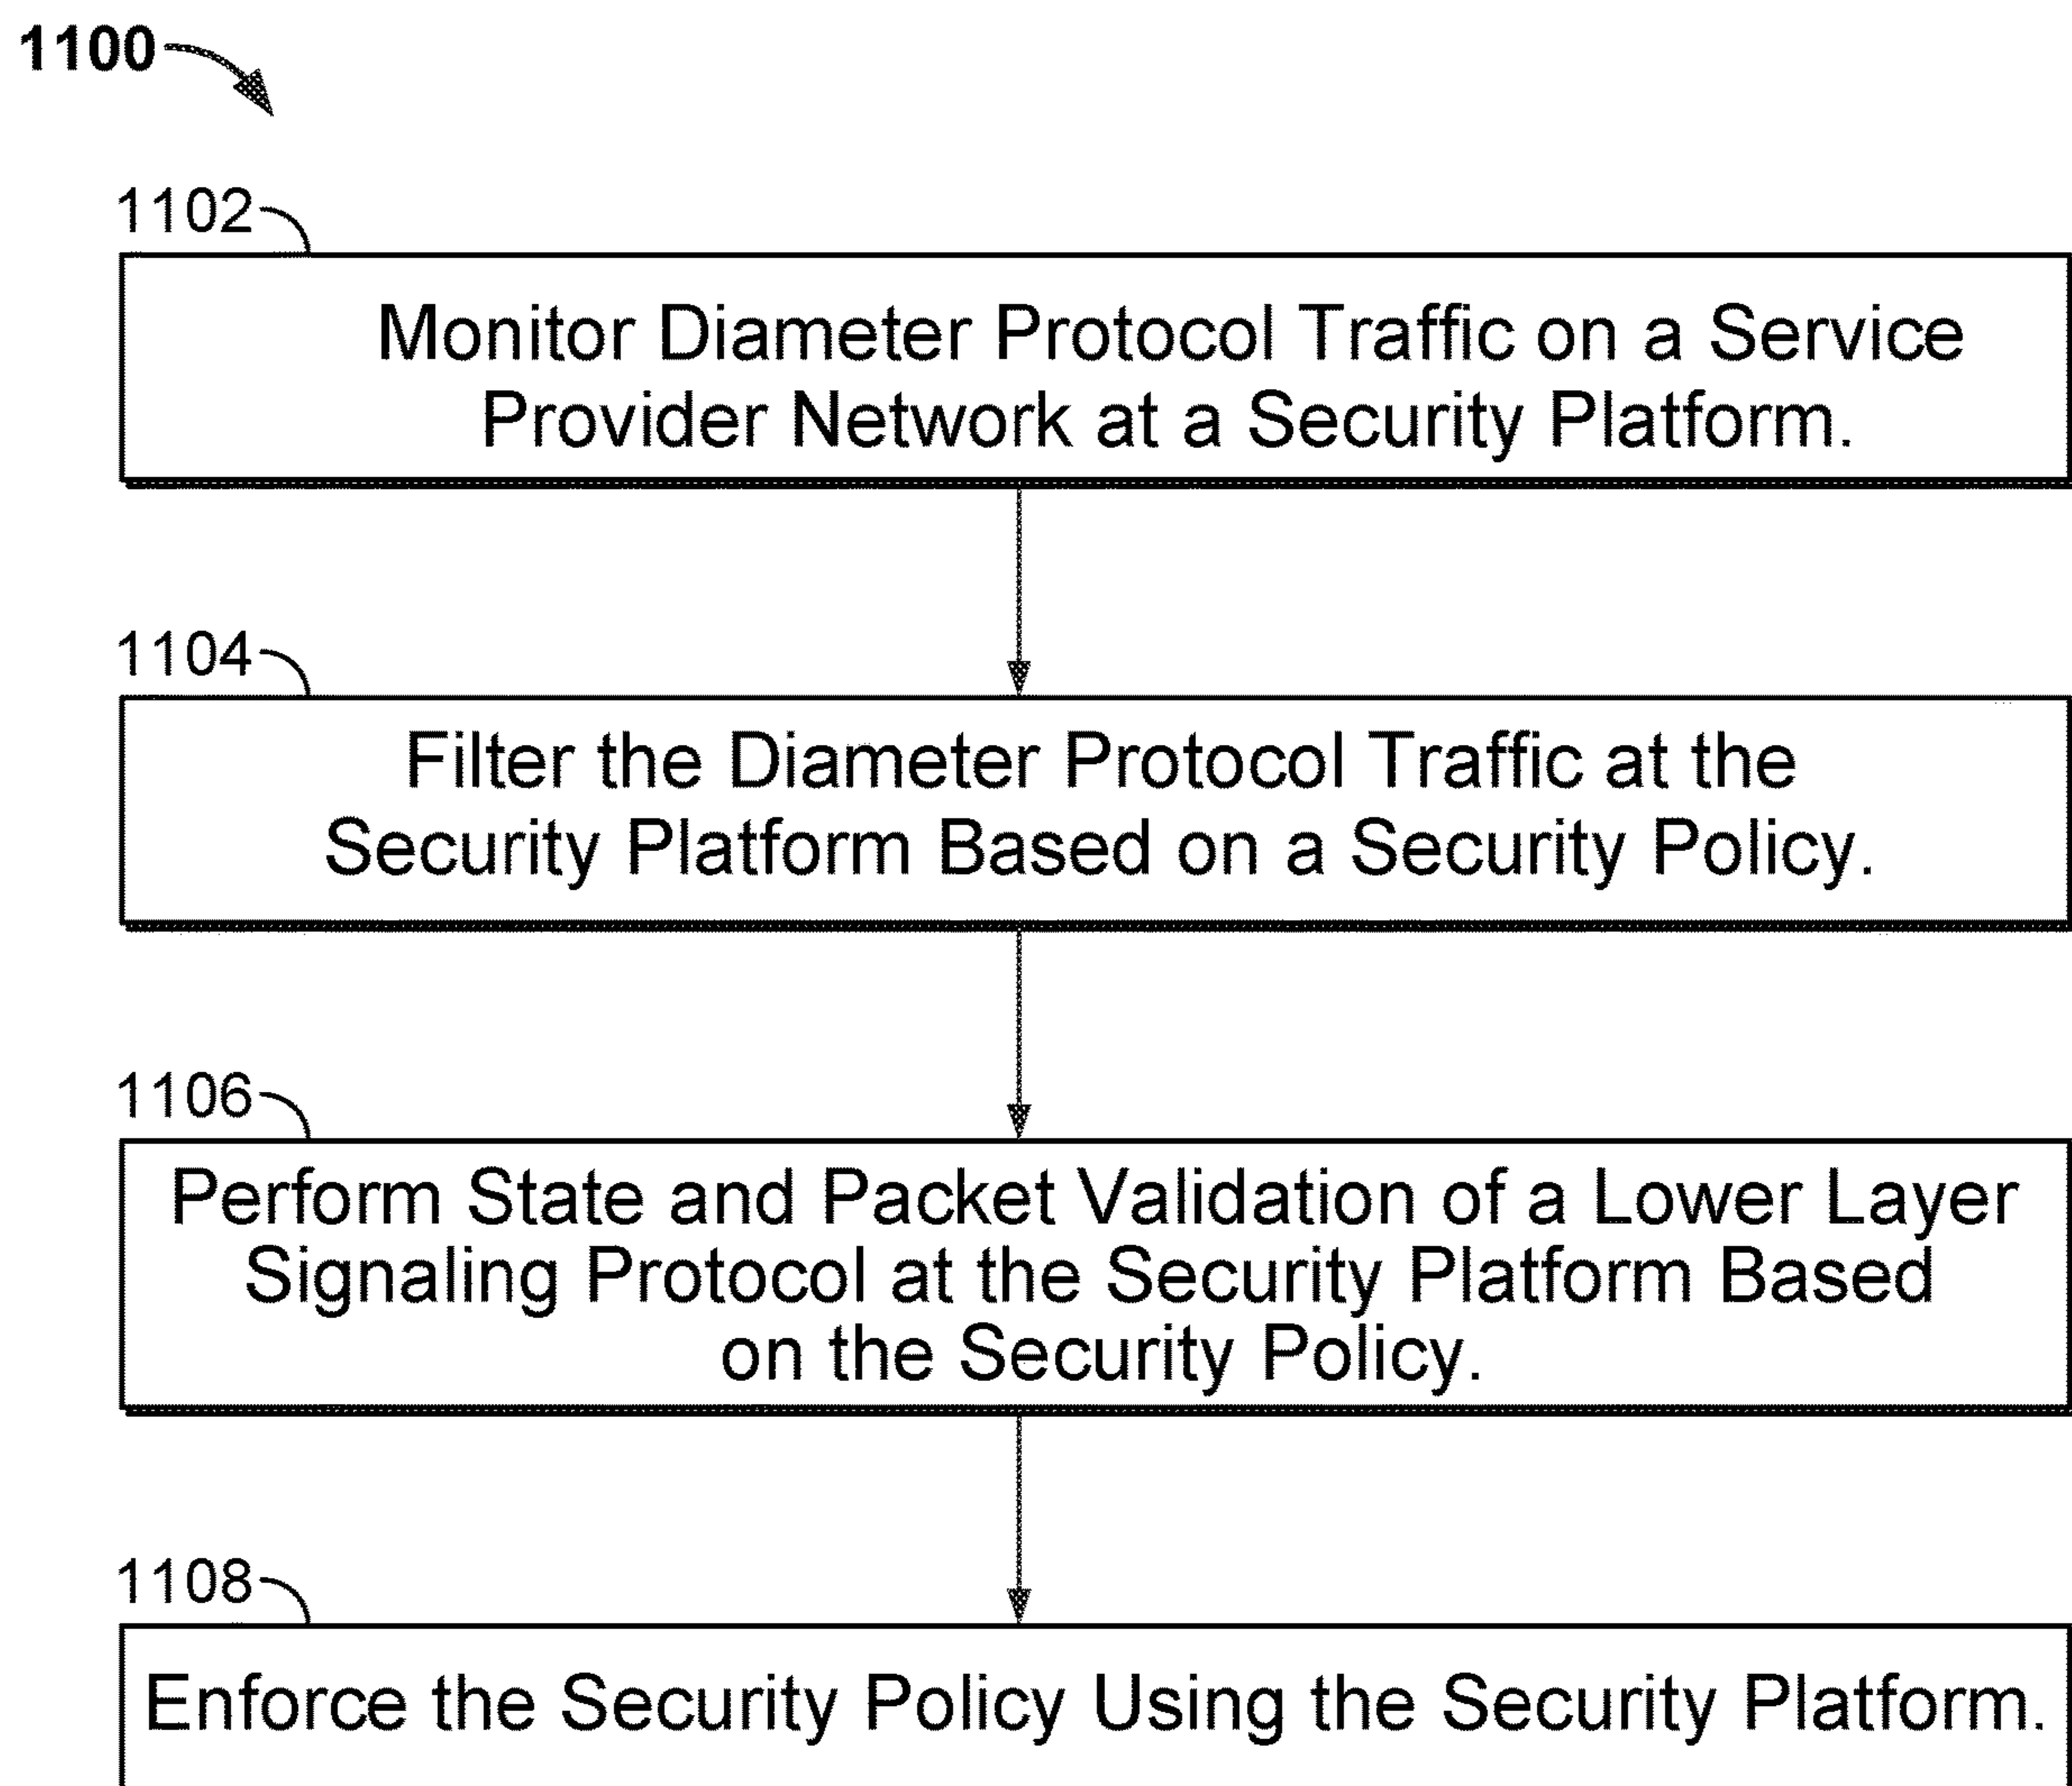 1100
1102
Monitor Diameter Protocol Traffic on a Service
Provider Network at a Security Platform.
1104
Filter the Diameter Protocol Traffic at the
Security Platform Based on a Security Policy.
1106
Perform State and Packet Validation of a Lower Layer
Signaling Protocol at the Security Platform Based
on the Security Policy.
1108
Enforce the Security Policy Using the Security Platform.